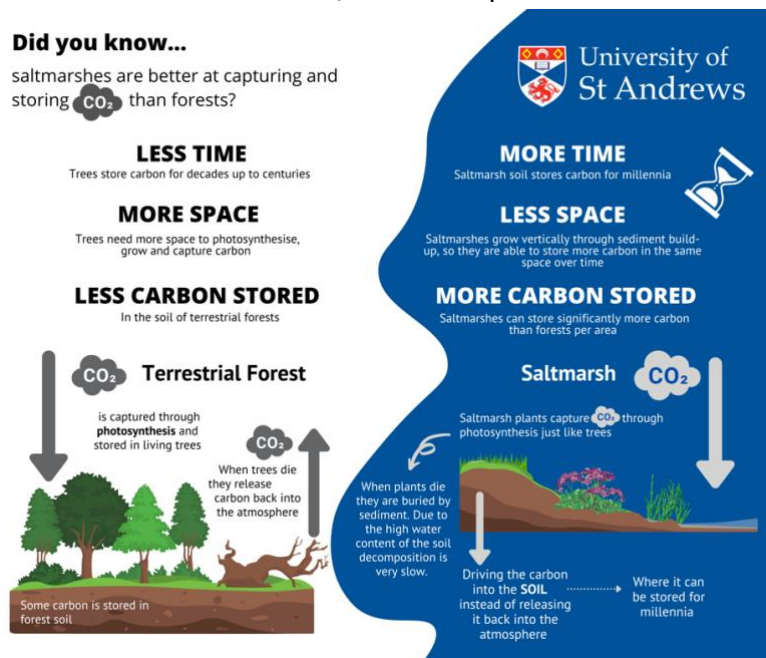 Did you know...
saltmarshes are better at capturing and
storing CO₂ than forests?
University of
St Andrews
LESS TIME
Trees store carbon for decades up to centuries
MORE SPACE
Trees need more space to photosynthesise,
grow and capture carbon
LESS CARBON STORED
In the soil of terrestrial forests
MORE TIME
Saltmarsh soil stores carbon for millennia
LESS SPACE
Saltmarshes grow vertically through sediment build-
up, so they are able to store more carbon in the same
space over time
MORE CARBON STORED
Saltmarshes can store significantly more carbon
than forests per area
CO₂
Terrestrial Forest
is captured through
photosynthesis and
stored in living trees
CO₂
When trees die
they release
carbon back into
the atmosphere
Some carbon is stored in
forest soil
Saltmarsh
CO₂
Saltmarsh plants capture CO₂ through
photosynthesis just like trees
When plants die
they are buried by
sediment. Due to
the high water
content of the soil
decomposition is
very slow.
Driving the carbon
into the SOIL
instead of releasing
it back into the
atmosphere
Where it can
be stored for
millennia